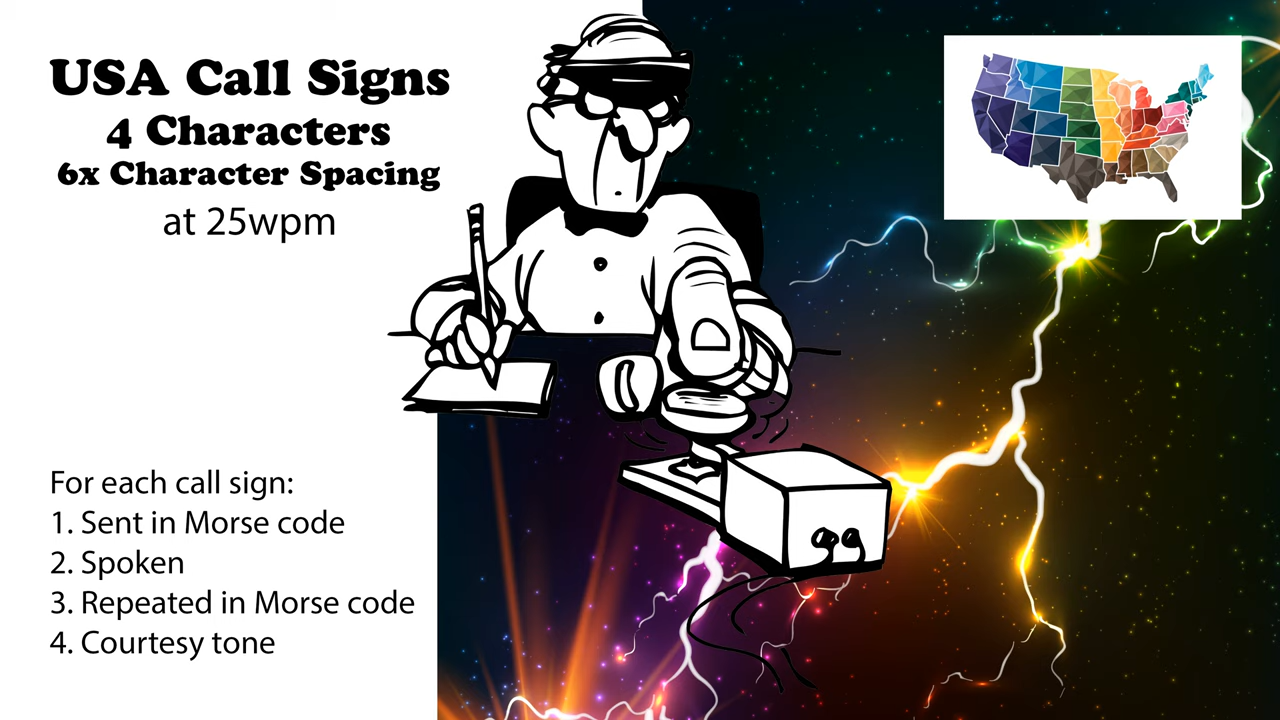 USA Call Signs
4 Characters
6x Character Spacing
at 25wpm
For each call sign:
1. Sent in Morse code
2. Spoken
3. Repeated in Morse code
4. Courtesy tone